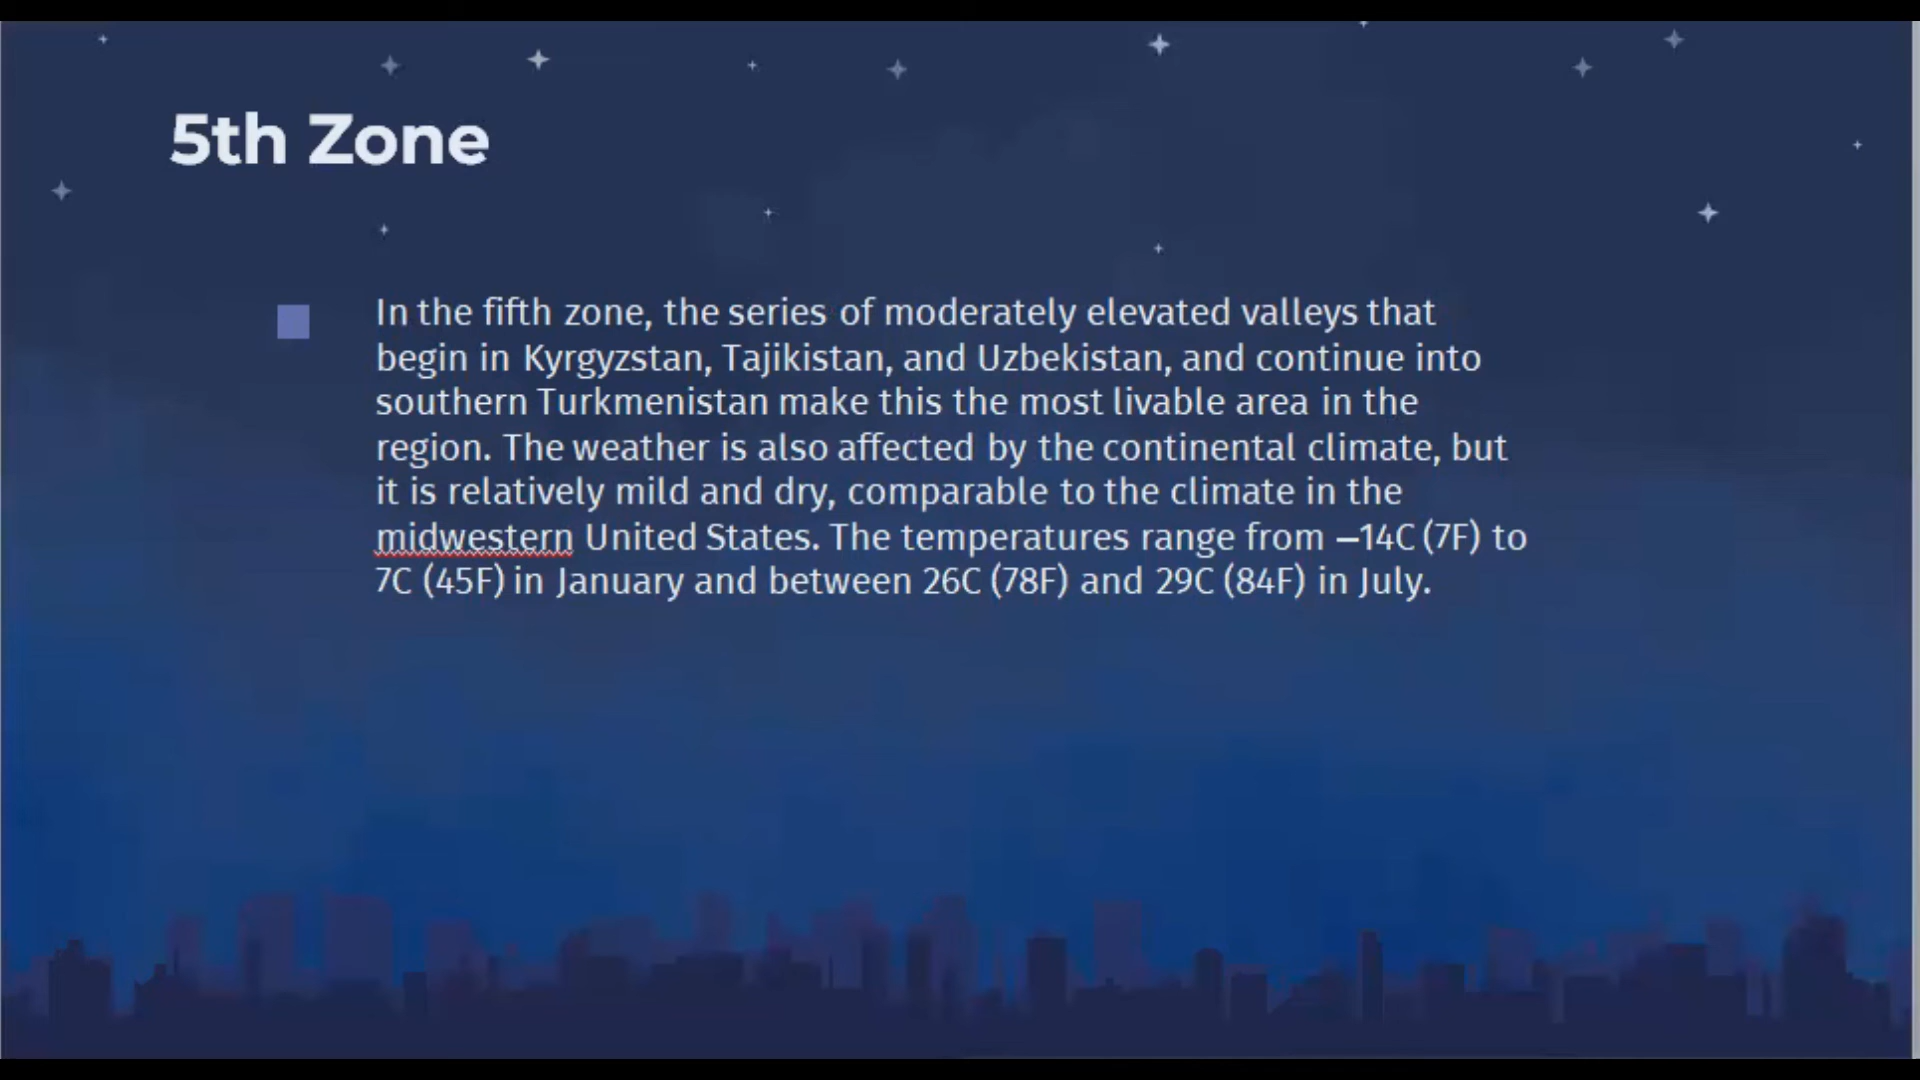 5th Zone
In the fifth zone, the series of moderately elevated valleys that
begin in Kyrgyzstan, Tajikistan, and Uzbekistan, and continue into
southern Turkmenistan make this the most livable area in the
region. The weather is also affected by the continental climate, but
it is relatively mild and dry, comparable to the climate in the
midwestern United States. The temperatures range from –14C (7F) to
7C (45F) in January and between 26C (78F) and 29C (84F) in July.